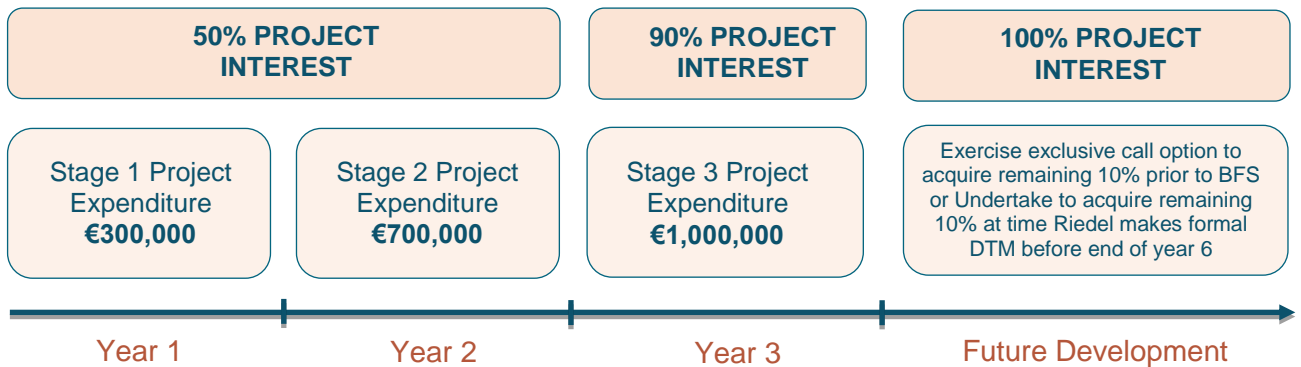 50% PROJECT
INTEREST
90% PROJECT
INTEREST
100% PROJECT
INTEREST
Stage 1 Project
Expenditure
€300,000
Stage 2 Project
Expenditure
€700,000
Stage 3 Project
Expenditure
€1,000,000
Exercise exclusive call option to
acquire remaining 10% prior to BFS
or Undertake to acquire remaining
10% at time Riedel makes formal
DTM before end of year 6
Year 1
Year 2
Year 3
Future Development